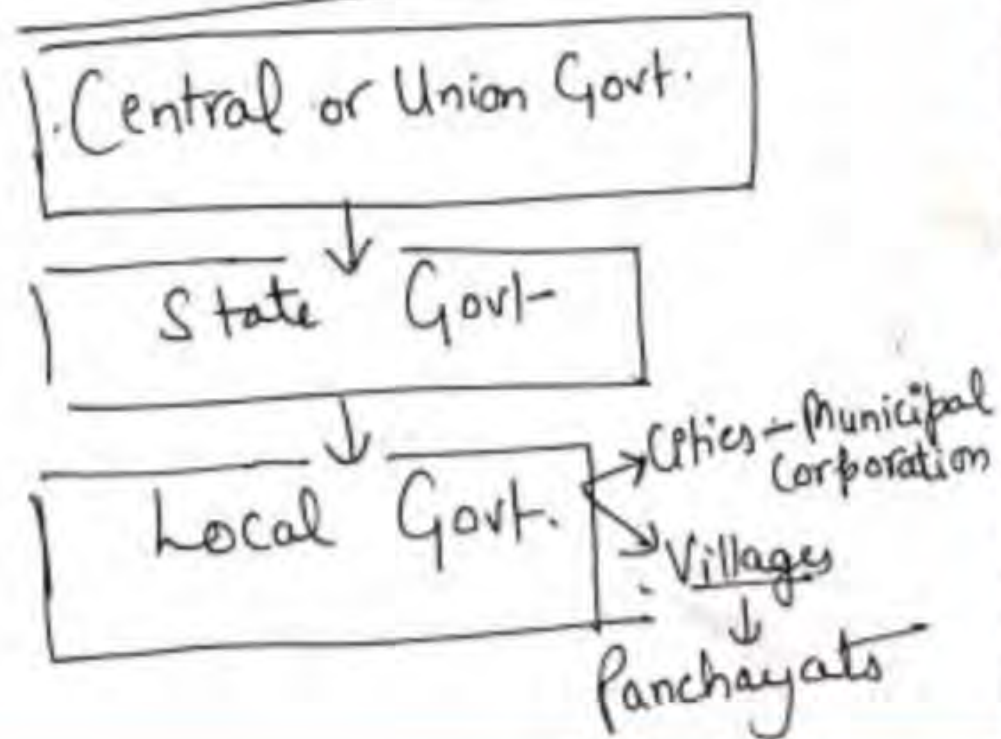 Central or Union Govt.
State Govt
Local Govt.
Cities - Municipal
Corporation
Villages
Panchayats